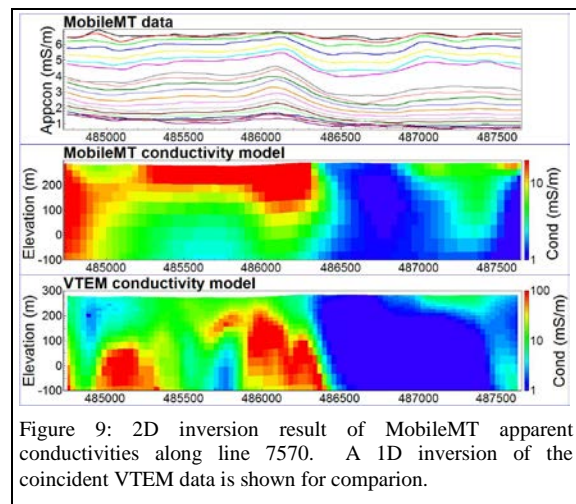 MobileMT data
Appcon (mS/m)
6
5
4
3
2
1
485000 485500 486000 486500 487000 487500
MobileMT conductivity model
Elevation (m)
200
100
0
-100
485000 485500 486000 486500 487000 487500
10
1
Cond (mS/m)
VTEM conductivity model
Elevation (m)
300
200
100
0
-100
485000 485500 486000 486500 487000 487500
100
10
1
Cond (mS/m)
Figure 9: 2D inversion result of MobileMT apparent
conductivities along line 7570. A 1D inversion of the
coincident VTEM data is shown for comparion.